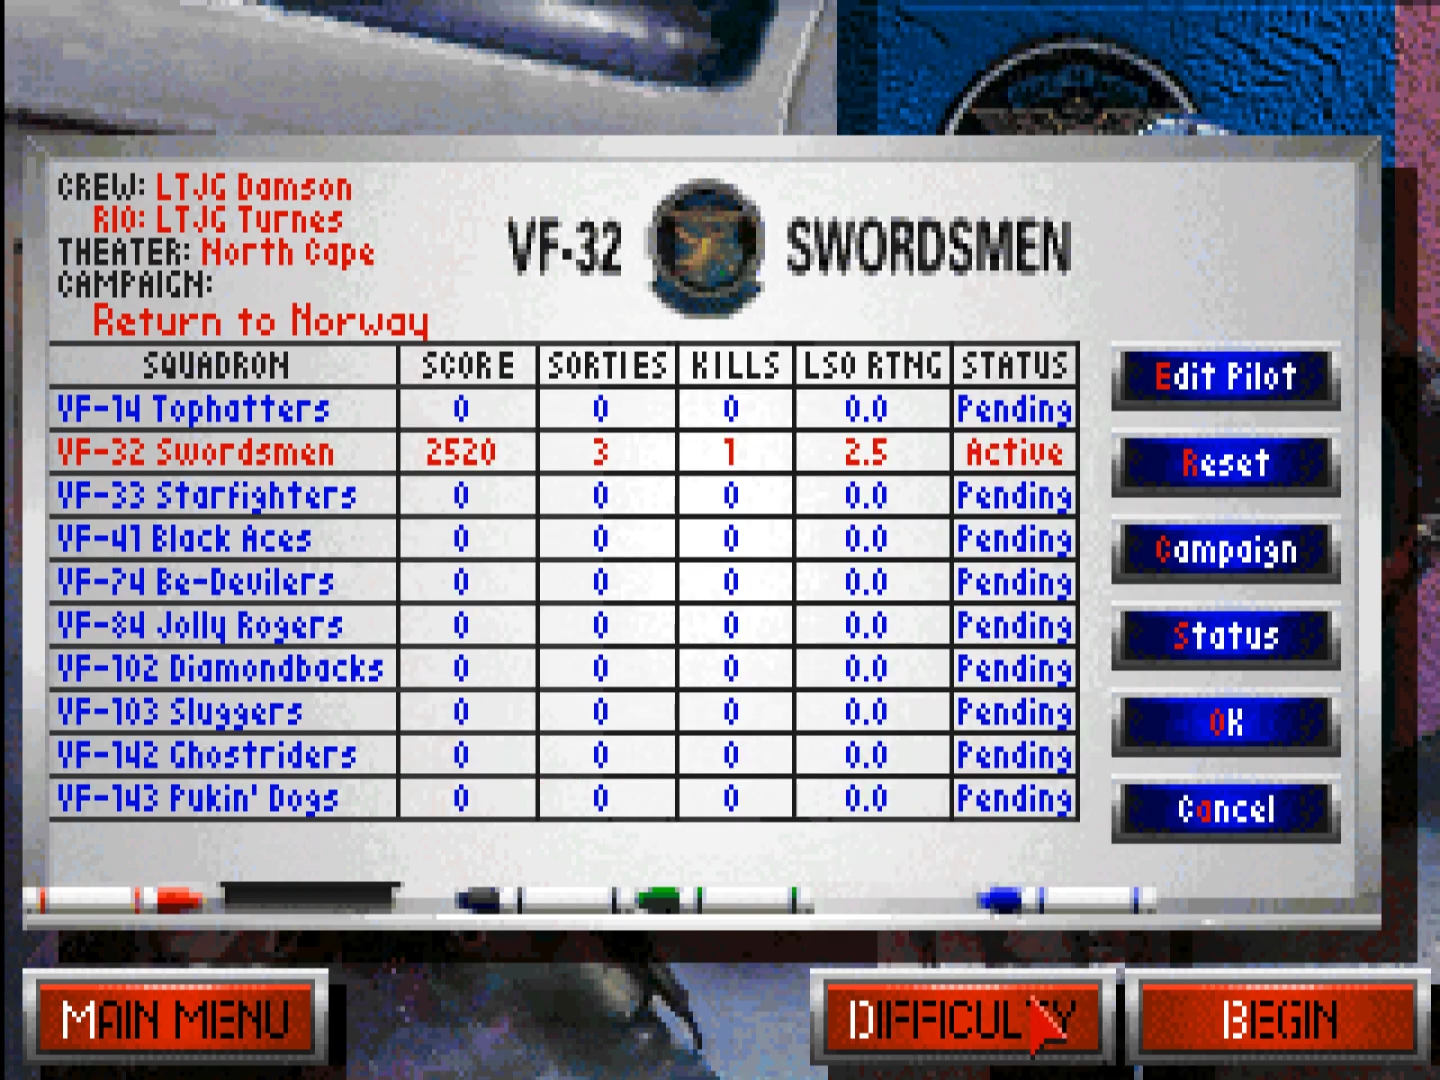 CREW: LTJG Damson
RIO: LTJG Turnes
THEATER: North Cape
CAMPAIGN:
Return to Norway
VF-32 SWORDSMEN
SQUADRON SCORE SORTIES KILLS LSO RTNG STATUS
VF-14 Tophatters 0 0 0 0.0 Pending
VF-32 Swordsmen 2520 3 1 2.5 Active
VF-33 Starfighters 0 0 0 0.0 Pending
VF-41 Black Aces 0 0 0 0.0 Pending
VF-74 Be-Devilers 0 0 0 0.0 Pending
VF-84 Jolly Rogers 0 0 0 0.0 Pending
VF-102 Diamondbacks 0 0 0 0.0 Pending
VF-103 Sluggers 0 0 0 0.0 Pending
VF-142 Ghostriders 0 0 0 0.0 Pending
VF-143 Pukin' Dogs 0 0 0 0.0 Pending
Edit Pilot
Reset
Campaign
Status
OK
Cancel
MAIN MENU
DIFFICULTY
BEGIN